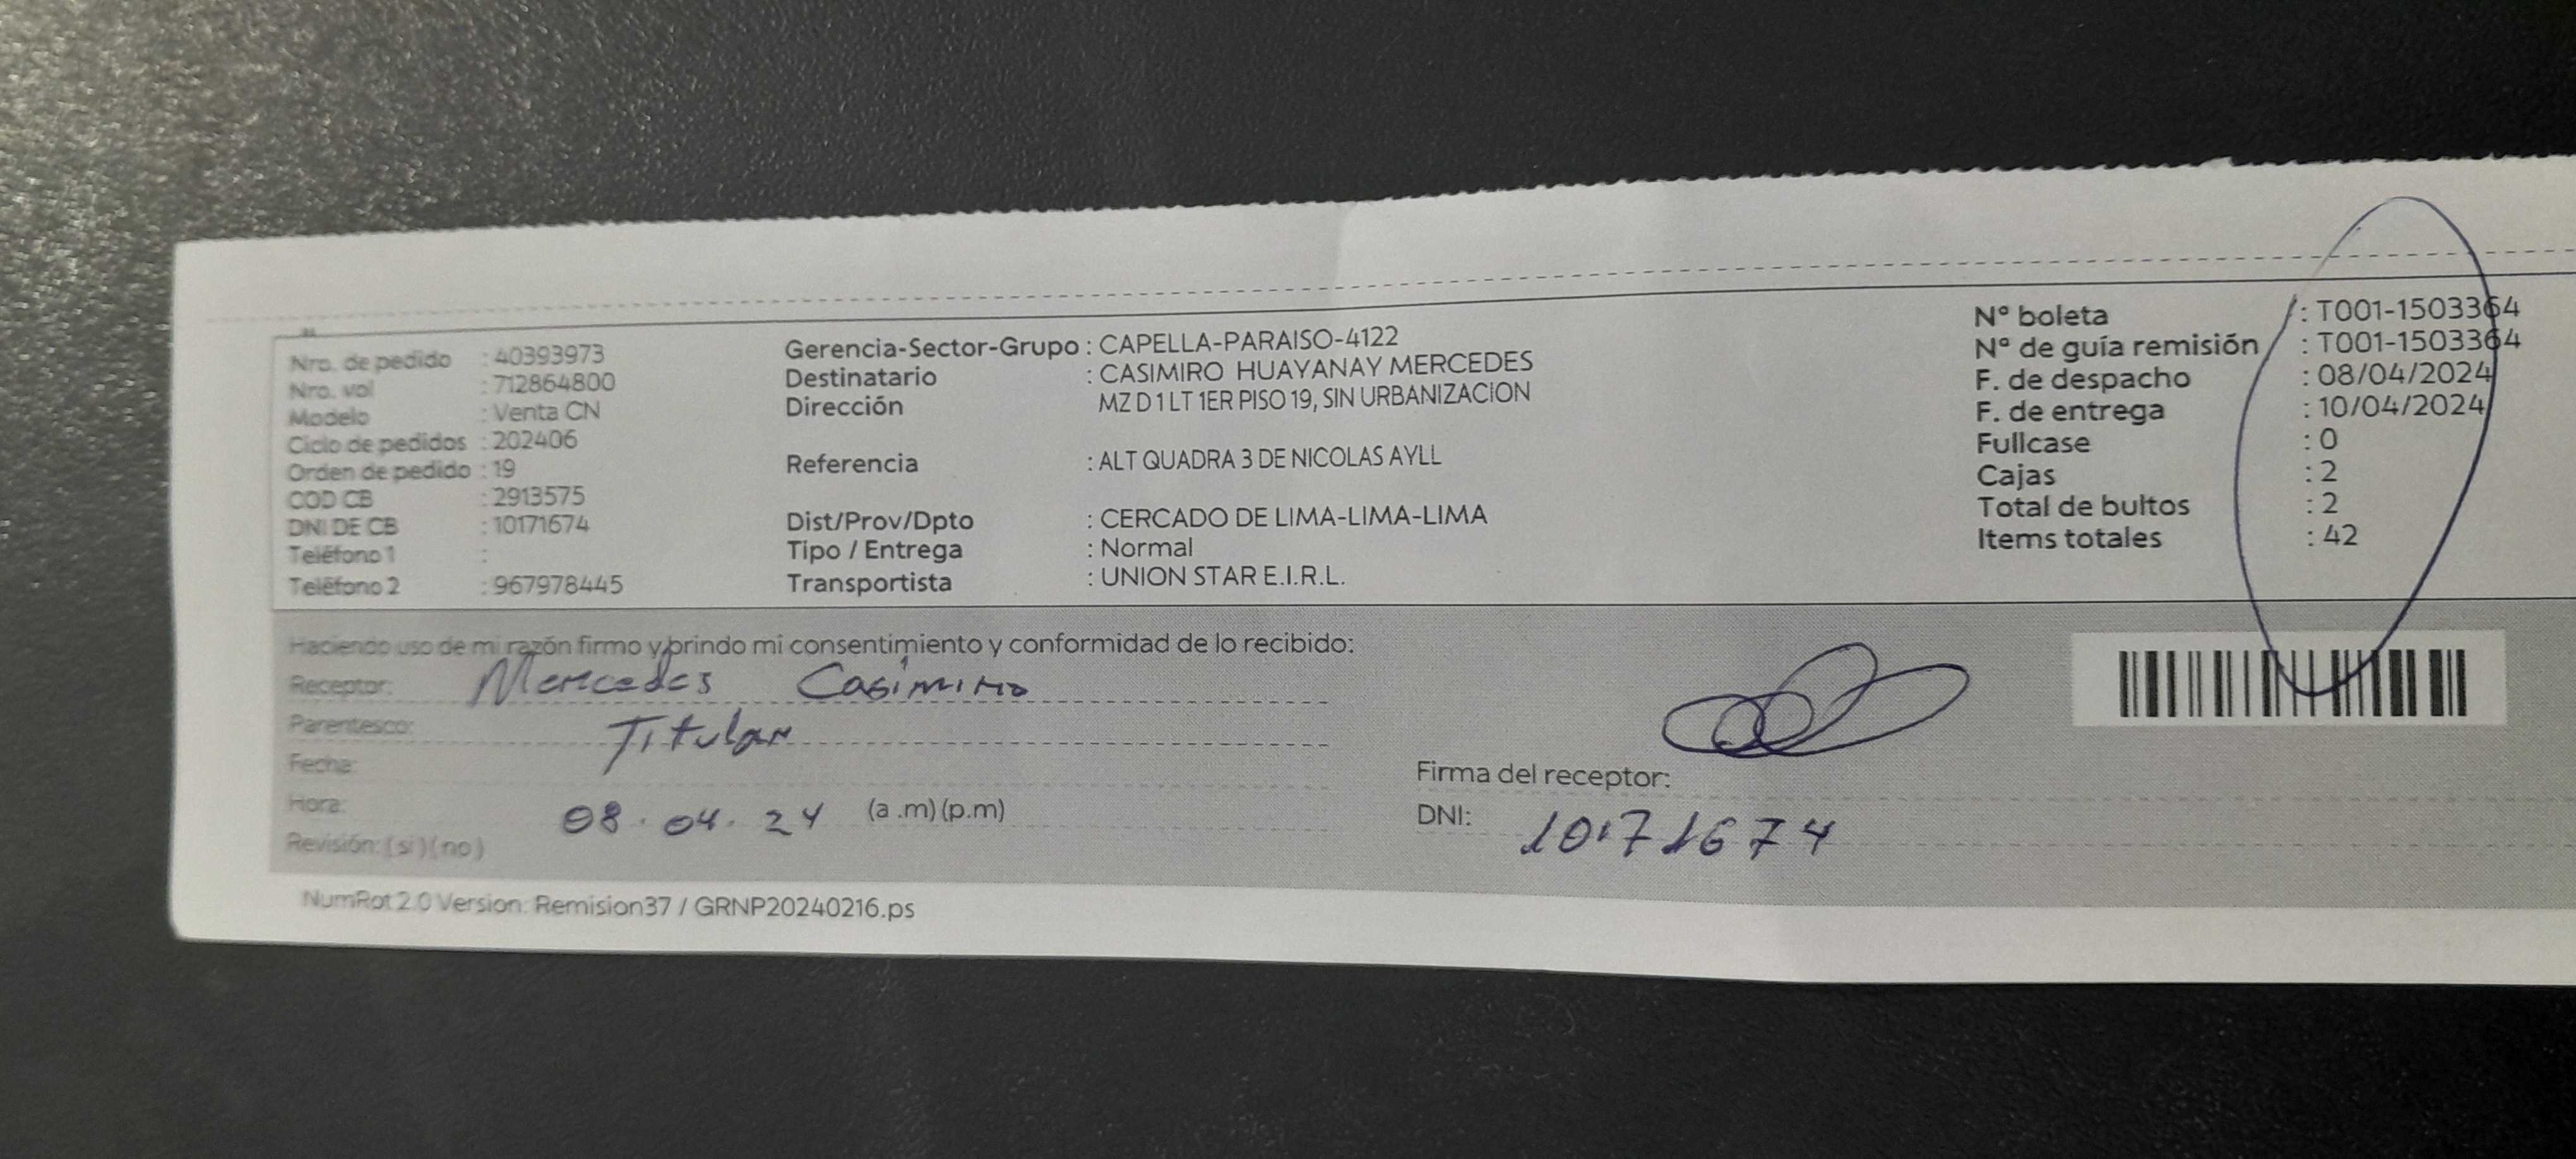 Nro. de pedido : 40393973
Nro. vol : 712864800
Modelo : Venta CN
Ciclo de pedidos : 202406
Orden de pedido : 19
COD CB : 2913575
DNI DE CB : 10171674
Teléfono 1 :
Teléfono 2 : 967978445
Gerencia-Sector-Grupo : CAPELLA-PARAISO-4122
Destinatario : CASIMIRO HUAYANAY MERCEDES
Dirección MZ D 1 LT 1ER PISO 19, SIN URBANIZACION
Referencia : ALT QUADRA 3 DE NICOLAS AYLL
Dist/Prov/Dpto : CERCADO DE LIMA-LIMA-LIMA
Tipo / Entrega : Normal
Transportista : UNION STAR E.I.R.L.
N° boleta : T001-1503364
N° de guía remisión : T001-1503364
F. de despacho : 08/04/2024
F. de entrega : 10/04/2024
Fullcase : 0
Cajas : 2
Total de bultos : 2
Items totales : 42
Haciendo uso de mi razón firmo y brindo mi consentimiento y conformidad de lo recibido:
Receptor: Mercedes Casimiro
Parentesco: Titular
Fecha:
Hora: 08.04.24 (a .m)(p.m)
Revisión: (si)(no)
Firma del receptor:
DNI: 10171674
NumRot 2.0 Version: Remision37 / GRNP20240216.ps